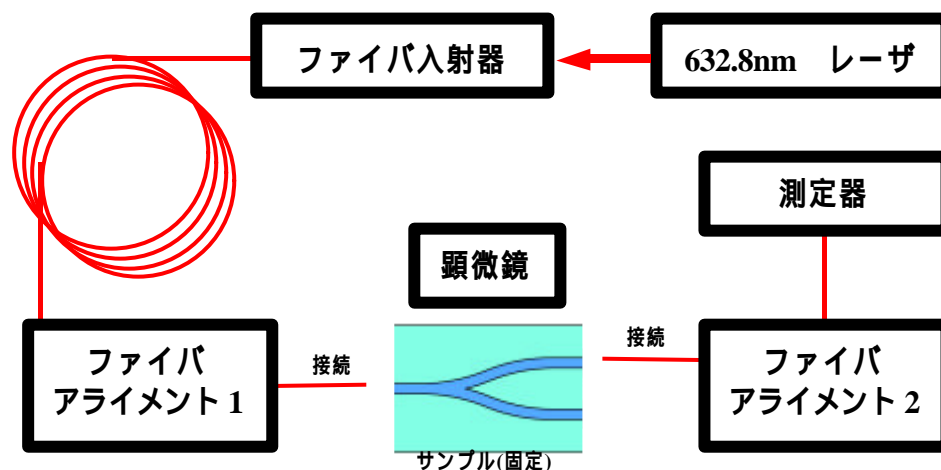 ファイバ入射器
632.8nm レーザ
測定器
顕微鏡
ファイバ
アライメント 1
接続
接続
ファイバ
アライメント 2
サンプル(固定)